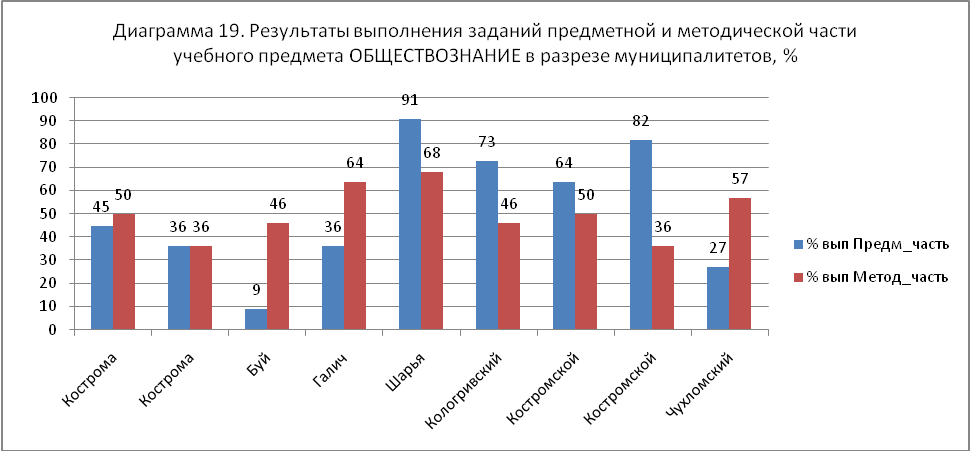 Диаграмма 19. Результаты выполнения заданий предметной и методической части
учебного предмета ОБЩЕСТВОЗНАНИЕ в разрезе муниципалитетов, %
100
90
80
70
60
50
40
30
20
10
0
45 50
36 36
9 46
36 64
91 68
73 46
64 50
82 36
27 57
Кострома
Кострома
Буй
Галич
Шарья
Кологривский
Костромской
Костромской
Чухломский
% вып Предм_часть
% вып Метод_часть